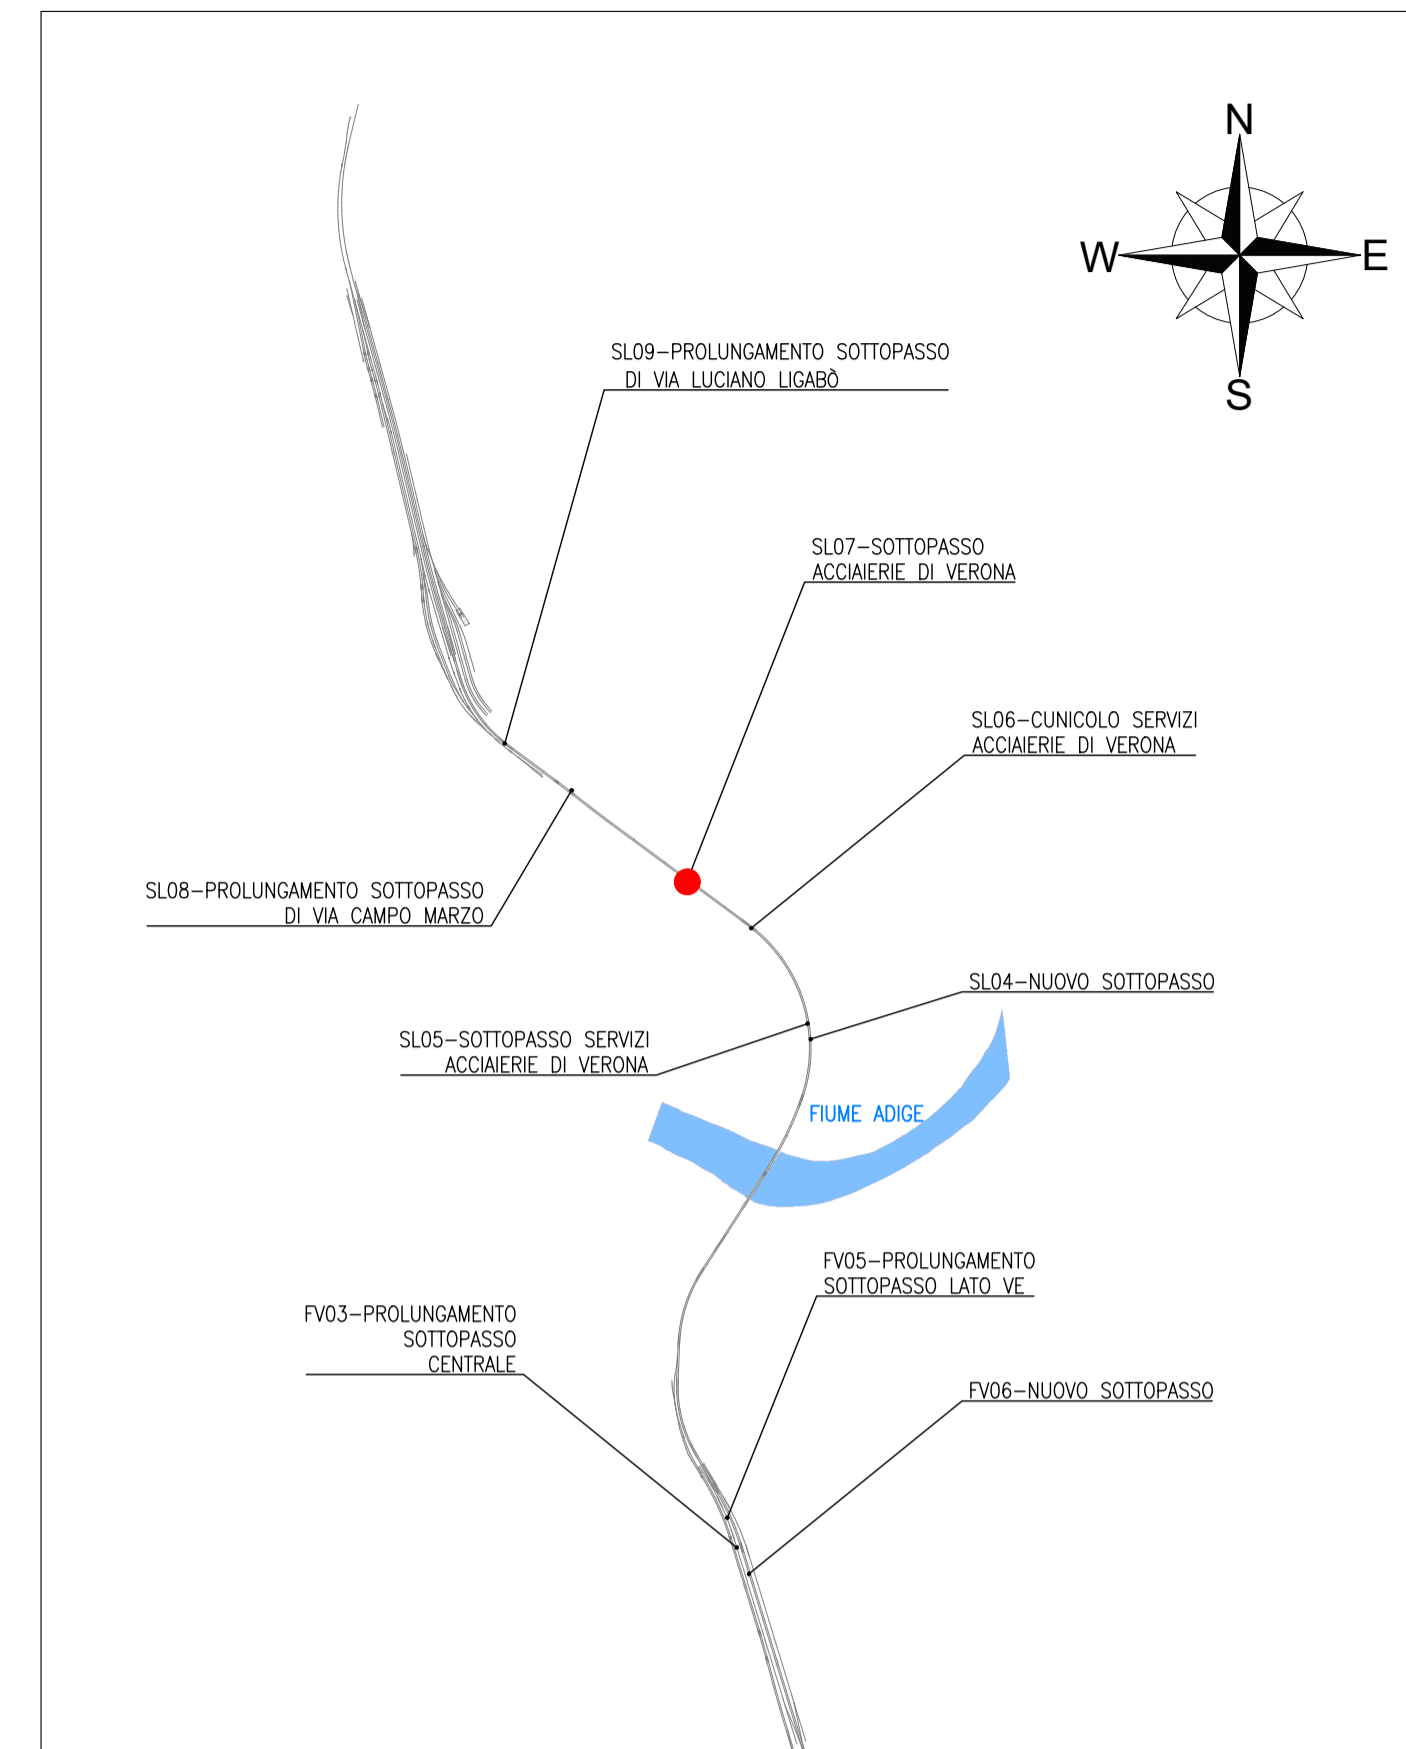 N
W
E
S
SL09-PROLUNGAMENTO SOTTOPASSO
DI VIA LUCIANO LIGABÒ
SL07-SOTTOPASSO
ACCIAIERIE DI VERONA
SL06-CUNICOLO SERVIZI
ACCIAIERIE DI VERONA
SL08-PROLUNGAMENTO SOTTOPASSO
DI VIA CAMPO MARZO
SL04-NUOVO SOTTOPASSO
SL05-SOTTOPASSO SERVIZI
ACCIAIERIE DI VERONA
FIUME ADIGE
FV05-PROLUNGAMENTO
SOTTOPASSO LATO VE
FV03-PROLUNGAMENTO
SOTTOPASSO
CENTRALE
FV06-NUOVO SOTTOPASSO